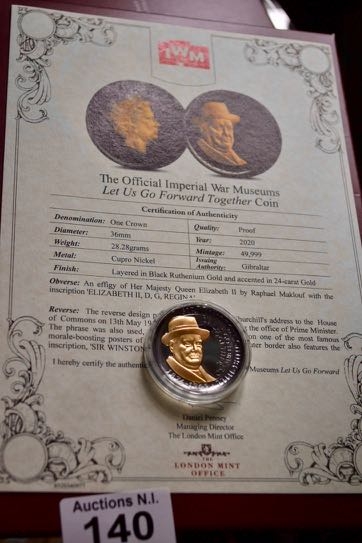 IWM
The Official Imperial War Museums
Let Us Go Forward Together Coin
Certification of Authenticity
Denomination: One Crown Quality: Proof
Diameter: 36mm Year: 2020
Weight: 28.28grams Mintage: 49,999
Metal: Cupro Nickel Issuing Authority: Gibraltar
Finish: Layered in Black Ruthenium Gold and accented in 24-carat Gold
Obverse: An effigy of Her Majesty Queen Elizabeth II by Raphael Maklouf with the
inscription 'ELIZABETH II, D, G, REGINA
Reverse: The reverse design Churchill's address to the House
of Commons on 13th May 19 the office of Prime Minister.
The phrase was also used on one of the most famous
morale-boosting posters of border also features the
inscription, 'SIR WINSTON
I hereby certify the Museums Let Us Go Forward
Daniel Penney
Managing Director
The London Mint Office
THE
LONDON MINT
OFFICE
Auctions N.I.
140